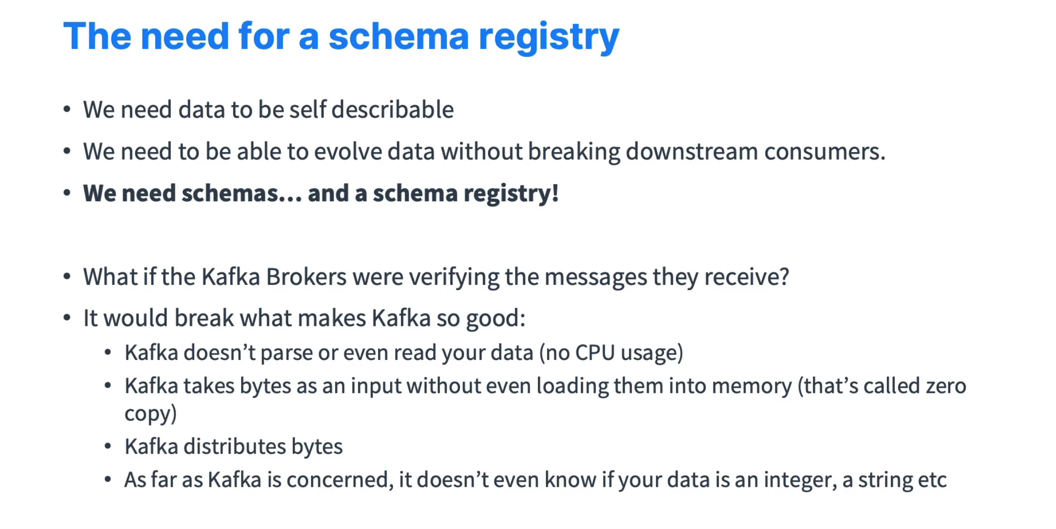 The need for a schema registry
• We need data to be self describable
• We need to be able to evolve data without breaking downstream consumers.
• We need schemas... and a schema registry!
• What if the Kafka Brokers were verifying the messages they receive?
• It would break what makes Kafka so good:
• Kafka doesn't parse or even read your data (no CPU usage)
• Kafka takes bytes as an input without even loading them into memory (that's called zero
copy)
• Kafka distributes bytes
• As far as Kafka is concerned, it doesn't even know if your data is an integer, a string etc